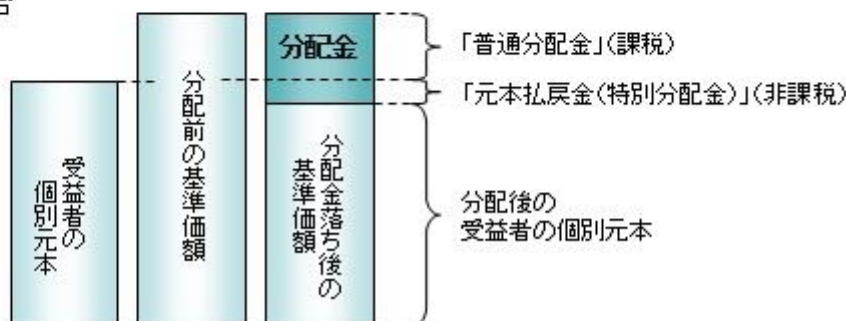 分配金
「普通分配金」(課税)
「元本払戻金(特別分配金)」(非課税)
受益者の
個別元本
分配前の基準価額
分配金落ち後の
基準価額
分配後の
受益者の個別元本